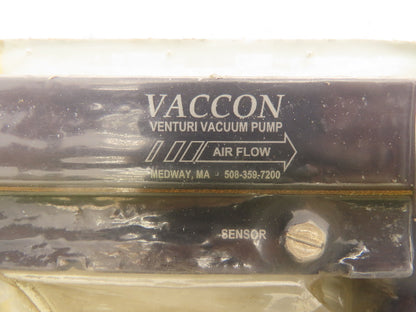 VACCON
VENTURI VACUUM PUMP
AIR FLOW
MEDWAY, MA - 508-359-7200
SENSOR